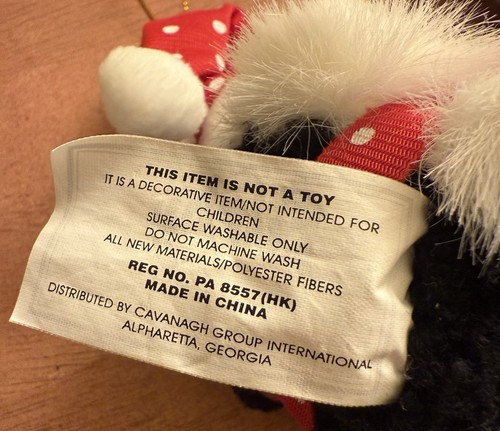 THIS ITEM IS NOT A TOY
IT IS A DECORATIVE ITEM/NOT INTENDED FOR
CHILDREN
SURFACE WASHABLE ONLY
DO NOT MACHINE WASH
ALL NEW MATERIALS/POLYESTER FIBERS
REG NO. PA 8557(HK)
MADE IN CHINA
DISTRIBUTED BY CAVANAGH GROUP INTERNATIONAL
ALPHARETTA, GEORGIA